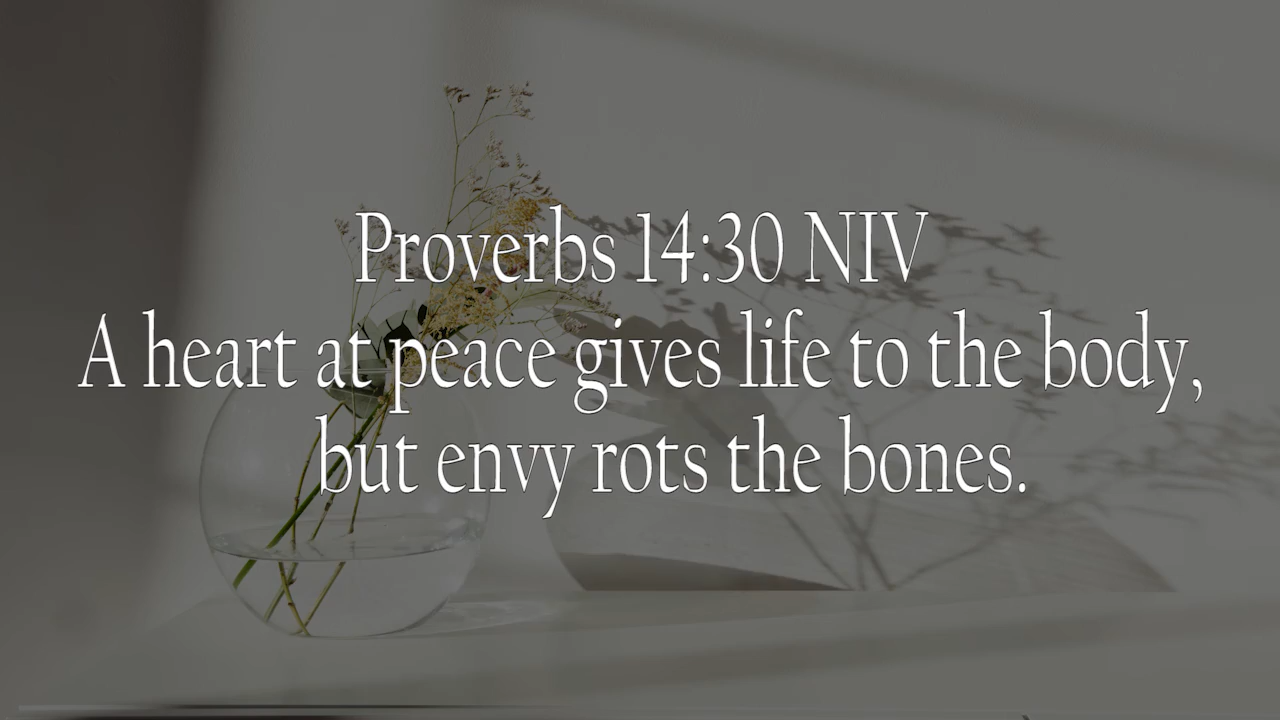 Proverbs 14:30 NIV
A heart at peace gives life to the body,
but envy rots the bones.